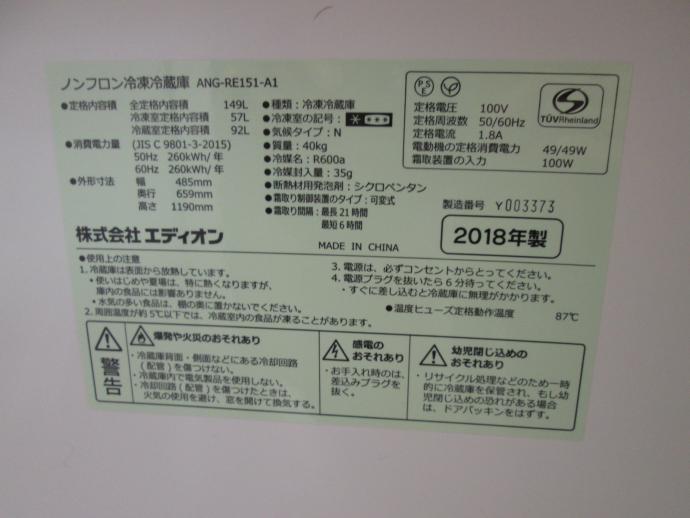 ノンフロン冷凍冷蔵庫 ANG-RE151-A1
●定格内容積 全定格内容積 149L
冷凍室定格内容積 57L
冷蔵室定格内容積 92L
●消費電力量 (JIS C 9801-3-2015)
50Hz 260kWh/年
60Hz 260kWh/年
●外形寸法 幅 485mm
奥行 659mm
高さ 1190mm
●種類:冷凍冷蔵庫
●冷凍室の記号:
●気候タイプ:N
●質量:40kg
●冷媒名:R600a
●冷媒封入量:35g
●断熱材用発泡剤:シクロペンタン
●霜取り制御装置のタイプ:可変式
●霜取り間隔:最長21時間
最短6時間
PS
E
TÜVRheinland
定格電圧 100V
定格周波数 50/60Hz
定格電流 1.8A
電動機の定格消費電力 49/49W
霜取装置の入力 100W
製造番号 Y003373
株式会社 エディオン
MADE IN CHINA
2018年製
●使用上の注意
1. 冷蔵庫は表面から放熱しています。
・使いはじめや夏場は、特に熱くなりますが、
庫内の食品には影響ありません。
・水気の多い食品は、棚の奥に置かないでください。
2. 周囲温度が約5℃以下では、冷蔵室内の食品が凍ることがあります。
3. 電源は、必ずコンセントからとってください。
4. 電源プラグを抜いたら6分待ってください。
・すぐに差し込むと冷蔵庫に無理がかかります。
●温度ヒューズ定格動作温度 87℃
警告
爆発や火災のおそれあり
・冷蔵庫背面・側面などにある冷却回路
(配管)を傷つけない。
・冷蔵庫内で電気製品を使用しない。
・冷却回路(配管)を傷つけたときは、
火気の使用を避け、窓を開けて換気する。
感電の
おそれあり
・お手入れ時のは、
差込みプラグを
抜く。
幼児閉じ込めの
おそれあり
・リサイクル処理などのため一時
的に冷蔵庫を保管され、もし幼
児閉じ込めの恐れがある場合
は、ドアパッキンをはずす。